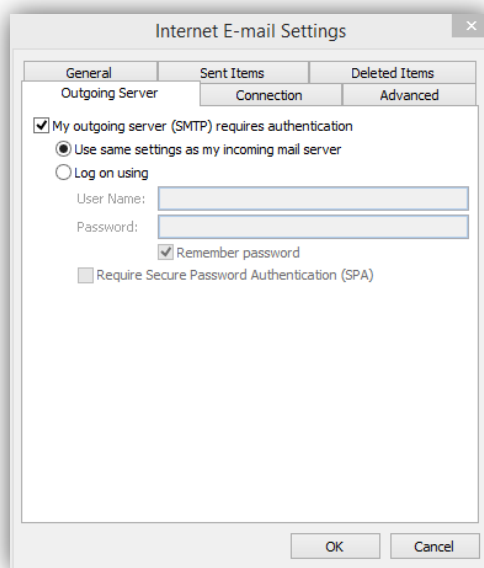 Internet E-mail Settings
General Sent Items Deleted Items
Outgoing Server Connection Advanced
My outgoing server (SMTP) requires authentication
Use same settings as my incoming mail server
Log on using
User Name:
Password:
Remember password
Require Secure Password Authentication (SPA)
OK Cancel